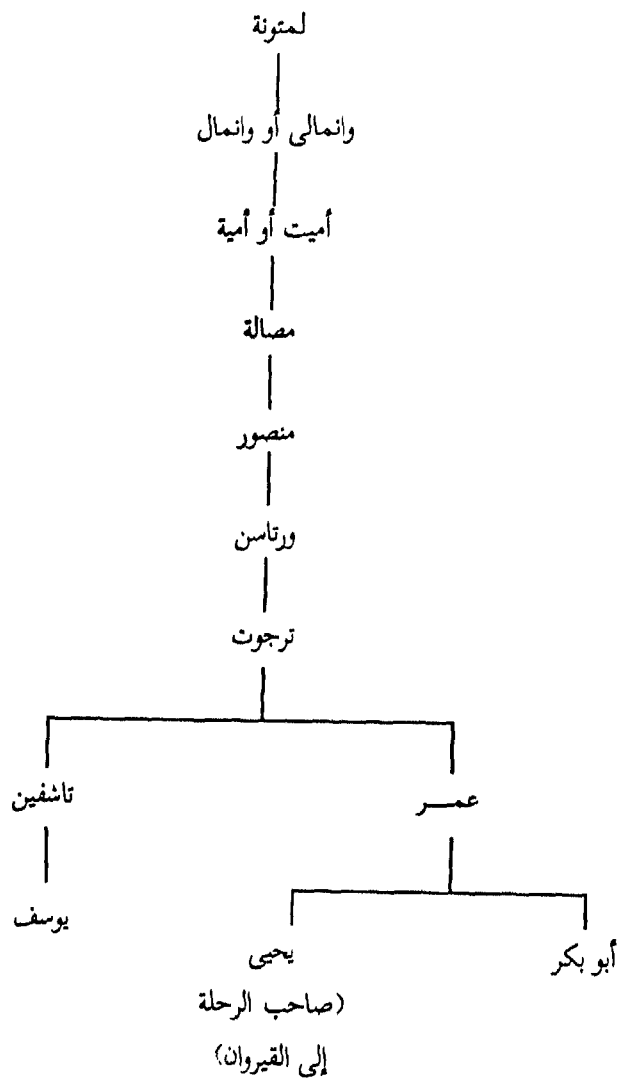 لمتونة
وانمالى أو وانمال
أميت أو أمية
مصالة
منصور
ورتاسن
ترجوت
عمـــر
تاشفين
أبو بكر
يحيى
يوسف
(صاحب الرحلة
إلى القيروان)